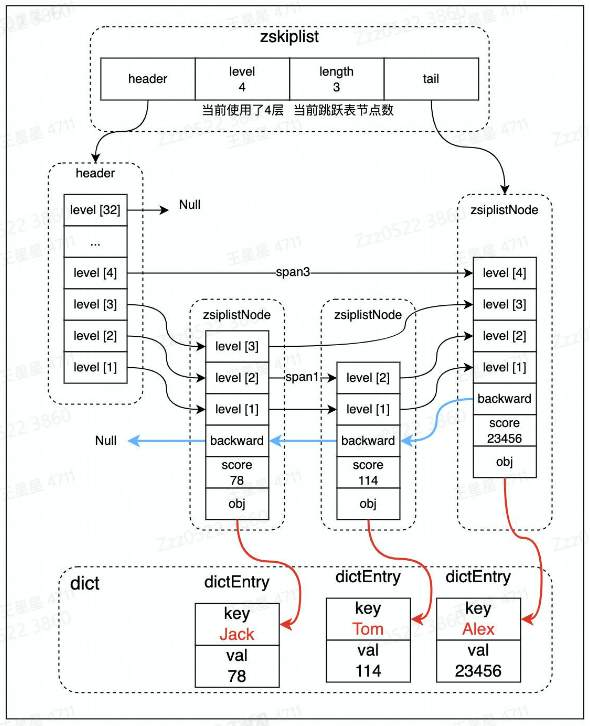 zskiplist
header
level
4
length
3
tail
当前使用了4层 当前跳跃表节点数
header
level [32]
Null
...
level [4]
level [3]
level [2]
level [1]
span3
zsiplistNode
level [3]
level [2]
level [1]
backward
score
78
obj
span1
zsiplistNode
level [2]
level [1]
backward
score
114
obj
zsiplistNode
level [4]
level [3]
level [2]
level [1]
backward
score
23456
obj
Null
dict
dictEntry
key
Jack
val
78
dictEntry
key
Tom
val
114
dictEntry
key
Alex
val
23456
王星星 4711
Zzz0522 3860